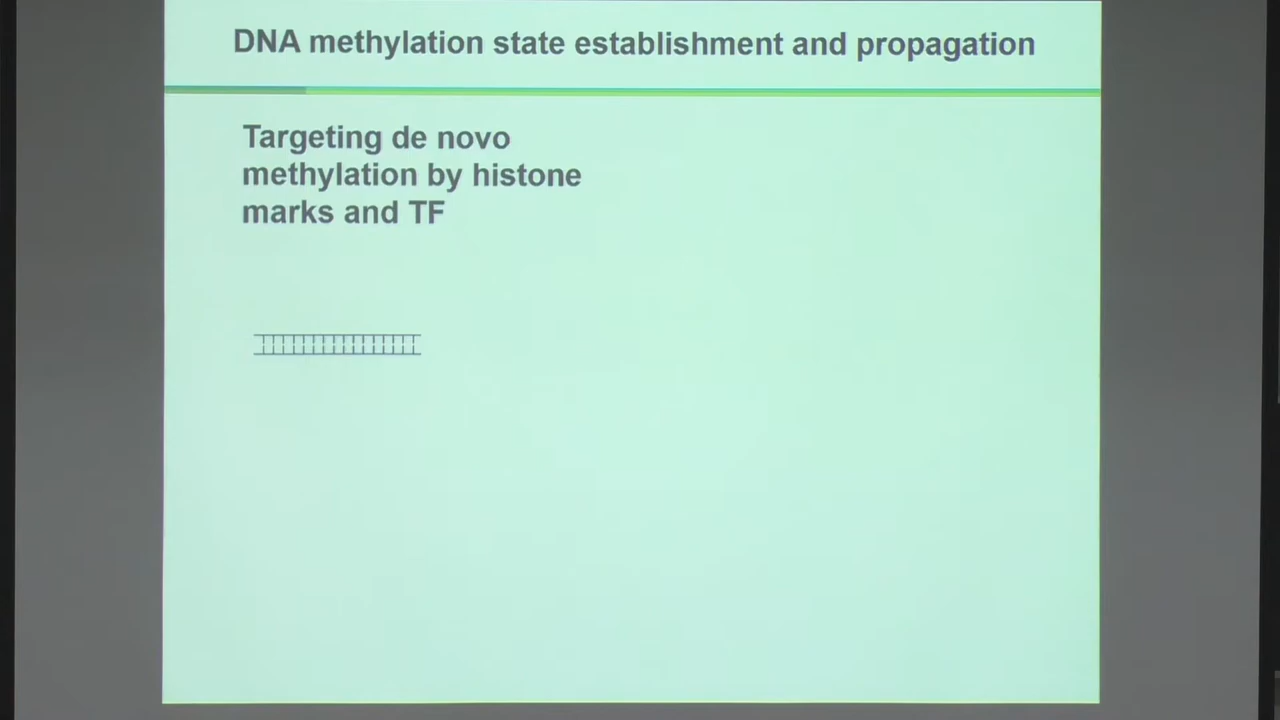 DNA methylation state establishment and propagation
Targeting de novo
methylation by histone
marks and TF